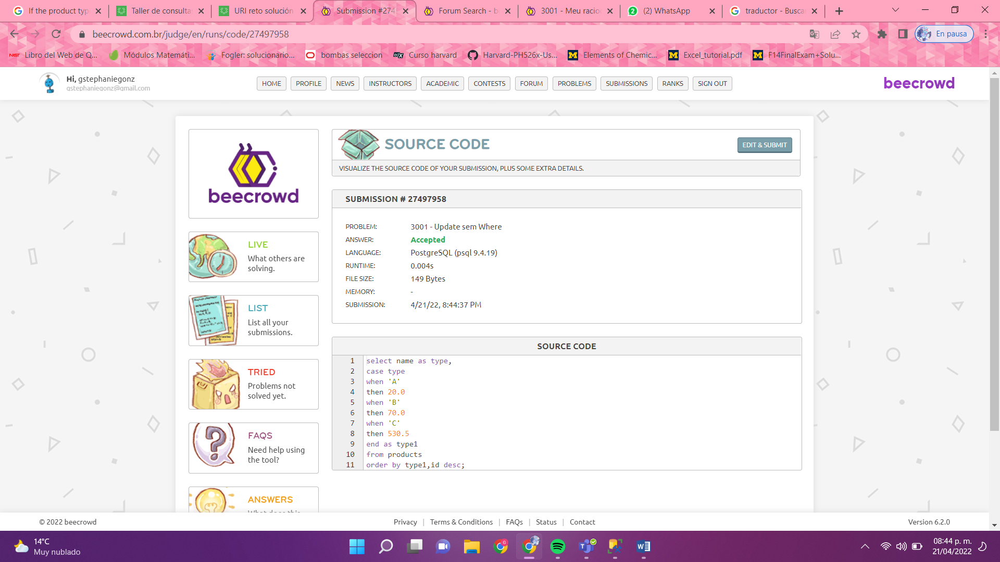 If the product typ
Taller de consulta
URI reto solución
Submission #274
Forum Search - b
3001 - Meu racio
(2) WhatsApp
traductor - Busca
beecrowd.com.br/judge/en/runs/code/27497958
En pausa
NIST Libro del Web de Q...
Módulos Matemáti...
Fogler: solucionario...
bombas seleccion
edX Curso harvard
Harvard-PH526x-Us...
M Elements of Chemic...
M Excel_tutorial.pdf
M F14FinalExam+Solu...
Hi, gstephaniegonz
gstephaniegonz@gmail.com
HOME
PROFILE
NEWS
INSTRUCTORS
ACADEMIC
CONTESTS
FORUM
PROBLEMS
SUBMISSIONS
RANKS
SIGN OUT
beecrowd
beecrowd
SOURCE CODE
EDIT & SUBMIT
VISUALIZE THE SOURCE CODE OF YOUR SUBMISSION, PLUS SOME EXTRA DETAILS.
SUBMISSION # 27497958
PROBLEM: 3001 - Update sem Where
ANSWER: Accepted
LANGUAGE: PostgreSQL (psql 9.4.19)
RUNTIME: 0.004s
FILE SIZE: 149 Bytes
MEMORY: -
SUBMISSION: 4/21/22, 8:44:37 PM
LIVE
What others are
solving.
LIST
List all your
submissions.
TRIED
Problems not
solved yet.
FAQS
Need help using
the tool?
ANSWERS
What does this
SOURCE CODE
1 select name as type,
2 case type
3 when 'A'
4 then 20.0
5 when 'B'
6 then 70.0
7 when 'C'
8 then 530.5
9 end as type1
10 from products
11 order by type1,id desc;
© 2022 beecrowd
Privacy | Terms & Conditions | FAQs | Status | Contact
Version 6.2.0
14°C
Muy nublado
08:44 p. m.
21/04/2022